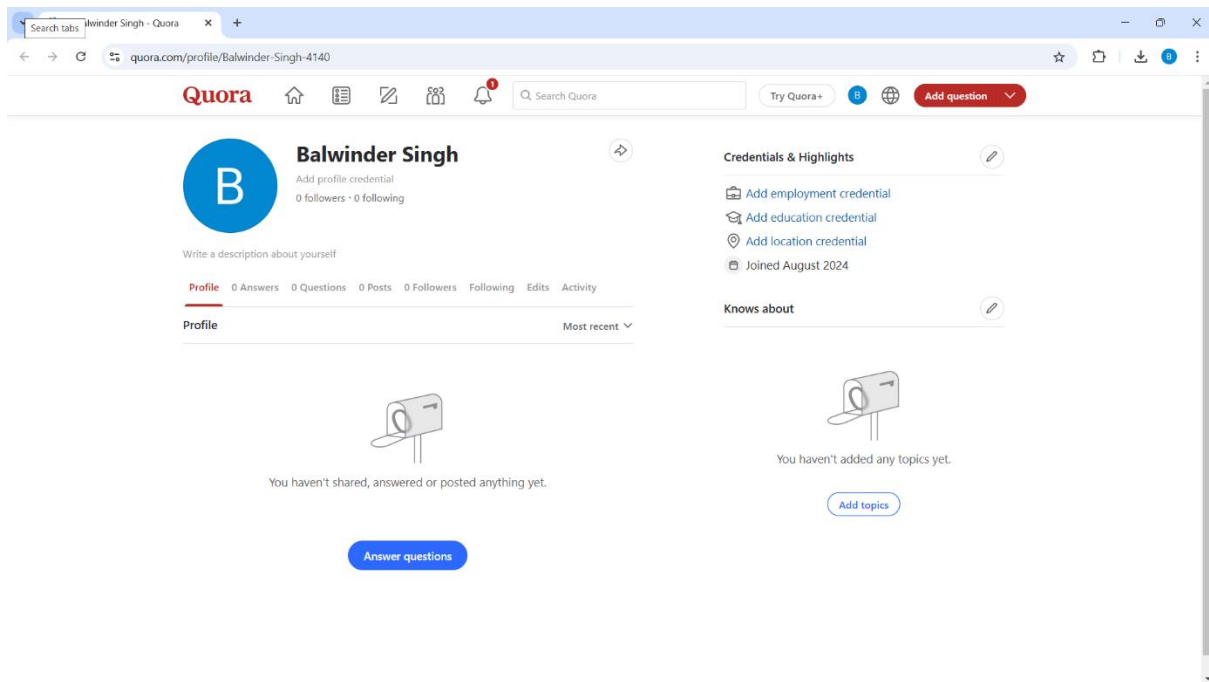 Search tabs
lwinder Singh - Quora
quora.com/profile/Balwinder-Singh-4140
B
Quora
1
Search Quora
Try Quora+
B
Add question
B
Balwinder Singh
Add profile credential
0 followers · 0 following
Write a description about yourself
Profile 0 Answers 0 Questions 0 Posts 0 Followers Following Edits Activity
Profile
Most recent
You haven't shared, answered or posted anything yet.
Answer questions
Credentials & Highlights
Add employment credential
Add education credential
Add location credential
Joined August 2024
Knows about
You haven't added any topics yet.
Add topics